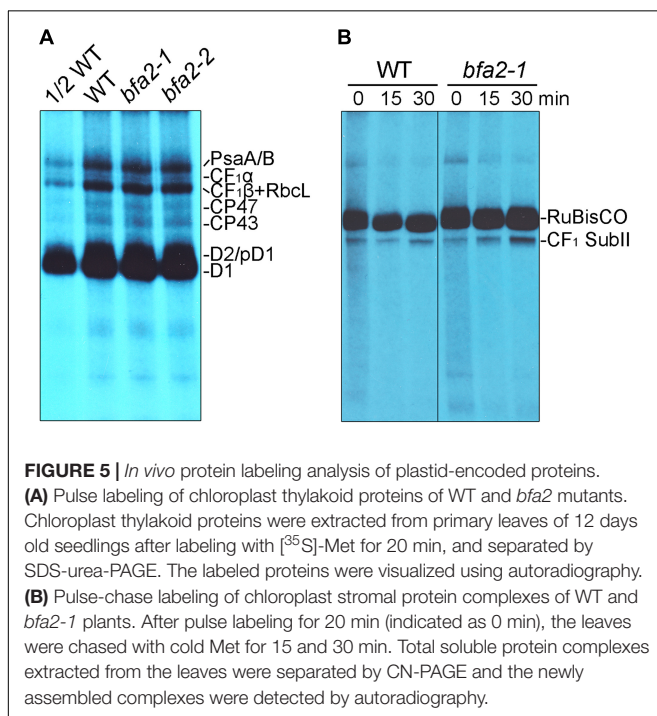 A
B
1/2 WT
WT
bfa2-1
bfa2-2
PsaA/B
CF₁α
CF₁β+RbcL
CP47
CP43
D2/pD1
D1
WT bfa2-1
0 15 30 0 15 30 min
RuBisCO
CF₁ SubII
FIGURE 5 | In vivo protein labeling analysis of plastid-encoded proteins.
(A) Pulse labeling of chloroplast thylakoid proteins of WT and bfa2 mutants.
Chloroplast thylakoid proteins were extracted from primary leaves of 12 days
old seedlings after labeling with [³⁵S]-Met for 20 min, and separated by
SDS-urea-PAGE. The labeled proteins were visualized using autoradiography.
(B) Pulse-chase labeling of chloroplast stromal protein complexes of WT and
bfa2-1 plants. After pulse labeling for 20 min (indicated as 0 min), the leaves
were chased with cold Met for 15 and 30 min. Total soluble protein complexes
extracted from the leaves were separated by CN-PAGE and the newly
assembled complexes were detected by autoradiography.